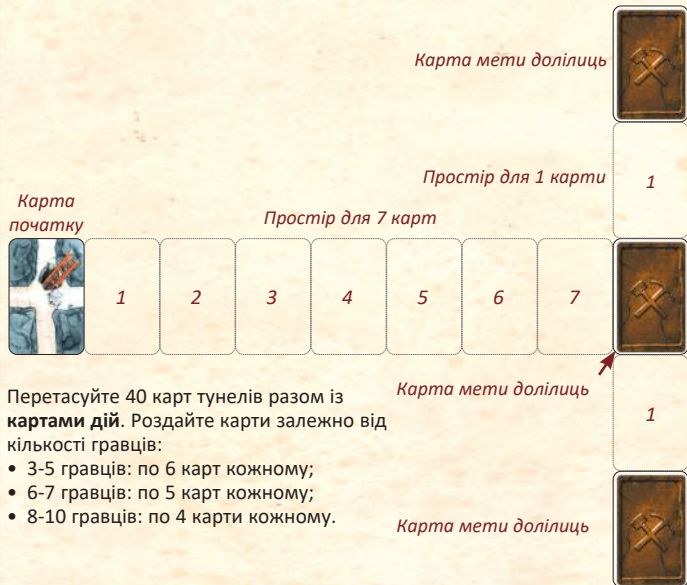 Карта мети долілиць
Простір для 1 карти
1
Карта
початку
Простір для 7 карт
1
2
3
4
5
6
7
Карта мети долілиць
1
Перетасуйте 40 карт тунелів разом із
картами дій. Роздайте карти залежно від
кількості гравців:
• 3-5 гравців: по 6 карт кожному;
• 6-7 гравців: по 5 карт кожному;
• 8-10 гравців: по 4 карти кожному.
Карта мети долілиць